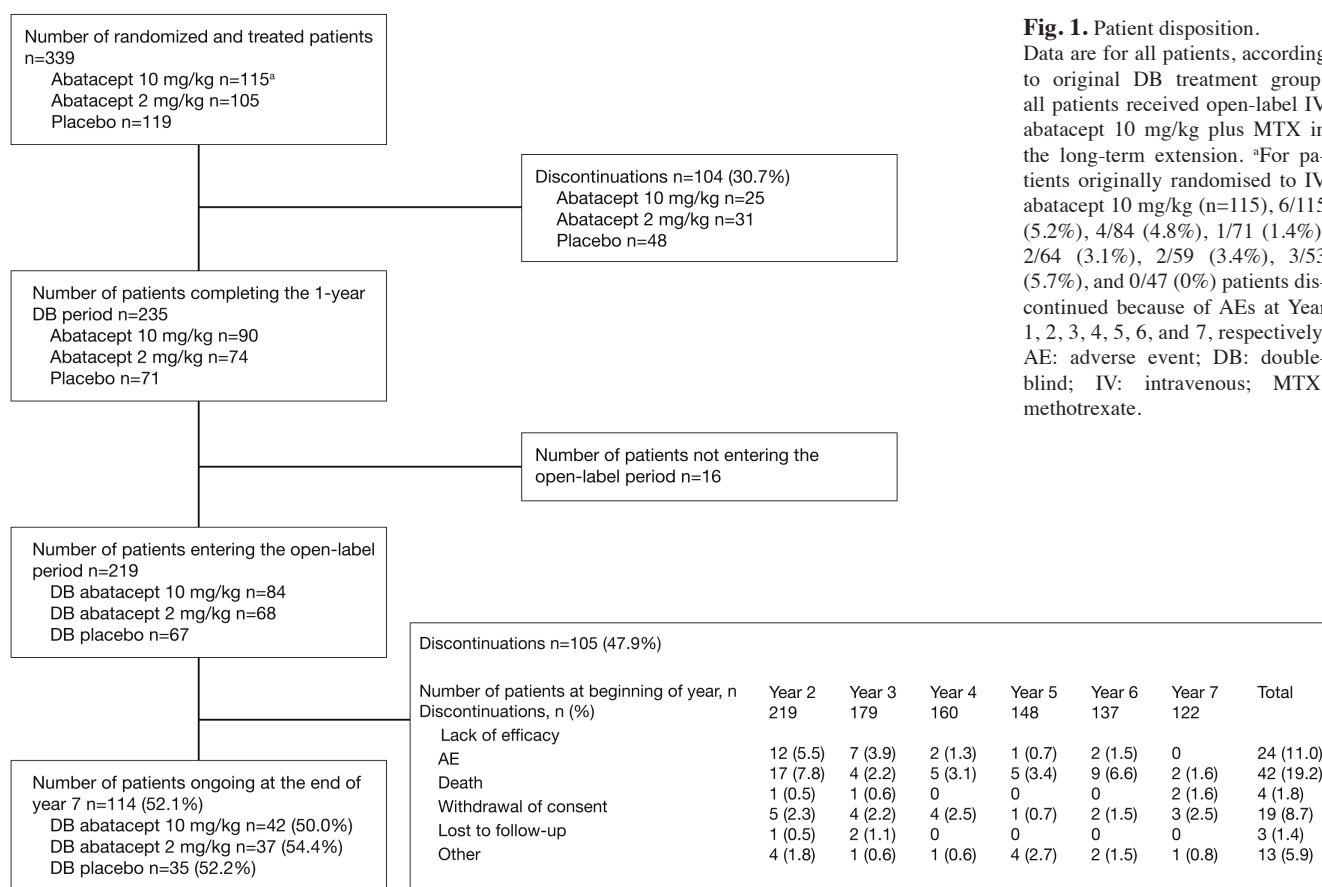 Number of randomized and treated patients
n=339
Abatacept 10 mg/kg n=115ᵃ
Abatacept 2 mg/kg n=105
Placebo n=119
Discontinuations n=104 (30.7%)
Abatacept 10 mg/kg n=25
Abatacept 2 mg/kg n=31
Placebo n=48
Number of patients completing the 1-year
DB period n=235
Abatacept 10 mg/kg n=90
Abatacept 2 mg/kg n=74
Placebo n=71
Number of patients not entering the
open-label period n=16
Number of patients entering the open-label
period n=219
DB abatacept 10 mg/kg n=84
DB abatacept 2 mg/kg n=68
DB placebo n=67
Discontinuations n=105 (47.9%)
Number of patients at beginning of year, n Year 2 Year 3 Year 4 Year 5 Year 6 Year 7 Total
Discontinuations, n (%) 219 179 160 148 137 122
Lack of efficacy
AE 12 (5.5) 7 (3.9) 2 (1.3) 1 (0.7) 2 (1.5) 0 24 (11.0)
17 (7.8) 4 (2.2) 5 (3.1) 5 (3.4) 9 (6.6) 2 (1.6) 42 (19.2)
Death
1 (0.5) 1 (0.6) 0 0 0 2 (1.6) 4 (1.8)
Withdrawal of consent 5 (2.3) 4 (2.2) 4 (2.5) 1 (0.7) 2 (1.5) 3 (2.5) 19 (8.7)
Lost to follow-up 1 (0.5) 2 (1.1) 0 0 0 0 3 (1.4)
Other 4 (1.8) 1 (0.6) 1 (0.6) 4 (2.7) 2 (1.5) 1 (0.8) 13 (5.9)
Number of patients ongoing at the end of
year 7 n=114 (52.1%)
DB abatacept 10 mg/kg n=42 (50.0%)
DB abatacept 2 mg/kg n=37 (54.4%)
DB placebo n=35 (52.2%)
Fig. 1. Patient disposition.
Data are for all patients, according
to original DB treatment group
all patients received open-label IV
abatacept 10 mg/kg plus MTX in
the long-term extension. ᵃFor pa-
tients originally randomised to IV
abatacept 10 mg/kg (n=115), 6/115
(5.2%), 4/84 (4.8%), 1/71 (1.4%)
2/64 (3.1%), 2/59 (3.4%), 3/53
(5.7%), and 0/47 (0%) patients dis-
continued because of AEs at Year
1, 2, 3, 4, 5, 6, and 7, respectively
AE: adverse event; DB: double-
blind; IV: intravenous; MTX
methotrexate.